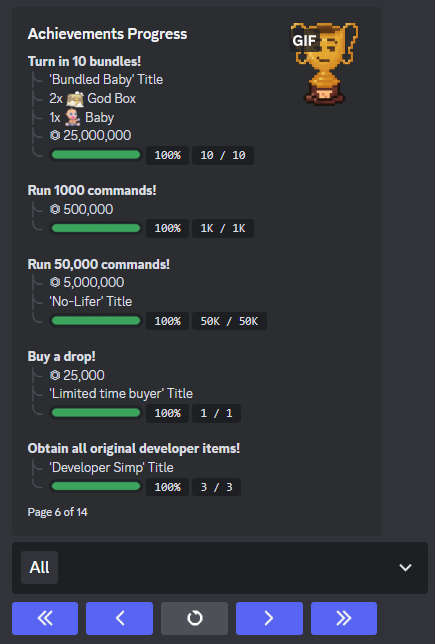 Achievements Progress
GIF
Turn in 10 bundles!
'Bundled Baby' Title
2x God Box
1x Baby
25,000,000
100% 10 / 10
Run 1000 commands!
500,000
100% 1K / 1K
Run 50,000 commands!
5,000,000
'No-Lifer' Title
100% 50K / 50K
Buy a drop!
25,000
'Limited time buyer' Title
100% 1 / 1
Obtain all original developer items!
'Developer Simp' Title
100% 3 / 3
Page 6 of 14
All